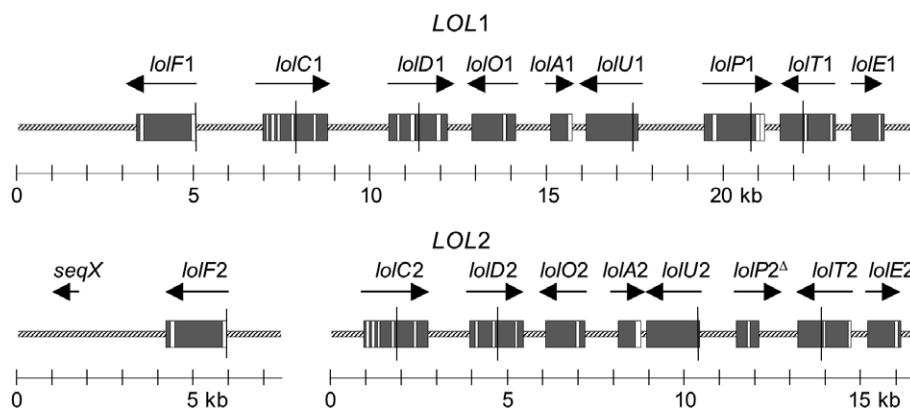 LOL1
lolF1 lolC1 lolD1 lolO1 lolA1 lolU1 lolP1 lolT1 lolE1
0 5 10 15 20 kb
LOL2
seqX lolF2 lolC2 lolD2 lolO2 lolA2 lolU2 lolP2Δ lolT2 lolE2
0 5 kb 0 5 10 15 kb